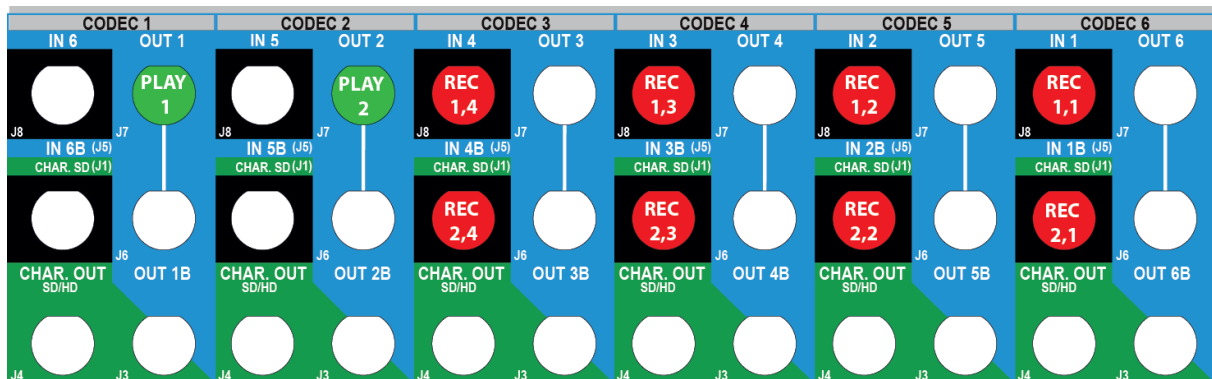 CODEC 1 CODEC 2 CODEC 3 CODEC 4 CODEC 5 CODEC 6
IN 6 OUT 1 IN 5 OUT 2 IN 4 OUT 3 IN 3 OUT 4 IN 2 OUT 5 IN 1 OUT 6
PLAY PLAY REC REC REC REC
1 2 1,4 1,3 1,2 1,1
J8 J7 J8 J7 J8 J7 J8 J7 J8 J7 J8 J7
IN 6B (J5) IN 5B (J5) IN 4B (J5) IN 3B (J5) IN 2B (J5) IN 1B (J5)
CHAR. SD (J1) CHAR. SD (J1) CHAR. SD (J1) CHAR. SD (J1) CHAR. SD (J1) CHAR. SD (J1)
REC REC REC REC
2,4 2,3 2,2 2,1
J6 J6 J6 J6 J6 J6
CHAR. OUT OUT 1B CHAR. OUT OUT 2B CHAR. OUT OUT 3B CHAR. OUT OUT 4B CHAR. OUT OUT 5B CHAR. OUT OUT 6B
SD/HD SD/HD SD/HD SD/HD SD/HD SD/HD
J4 J3 J4 J3 J4 J3 J4 J3 J4 J3 J4 J3